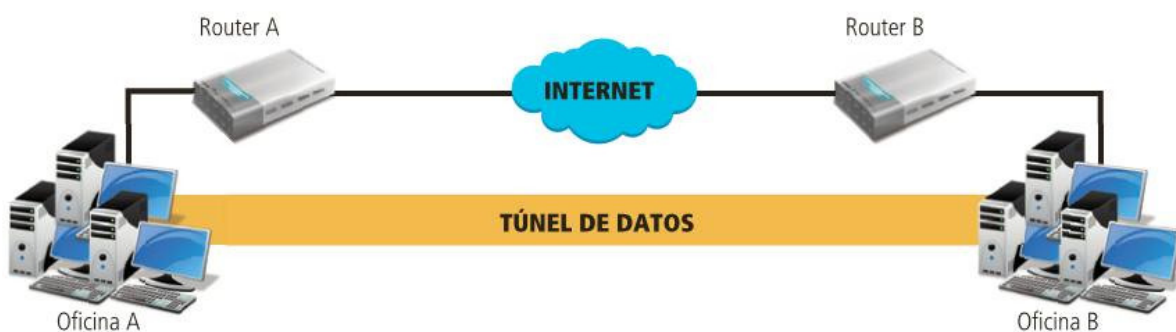 Router A
Router B
INTERNET
TÚNEL DE DATOS
Oficina A
Oficina B